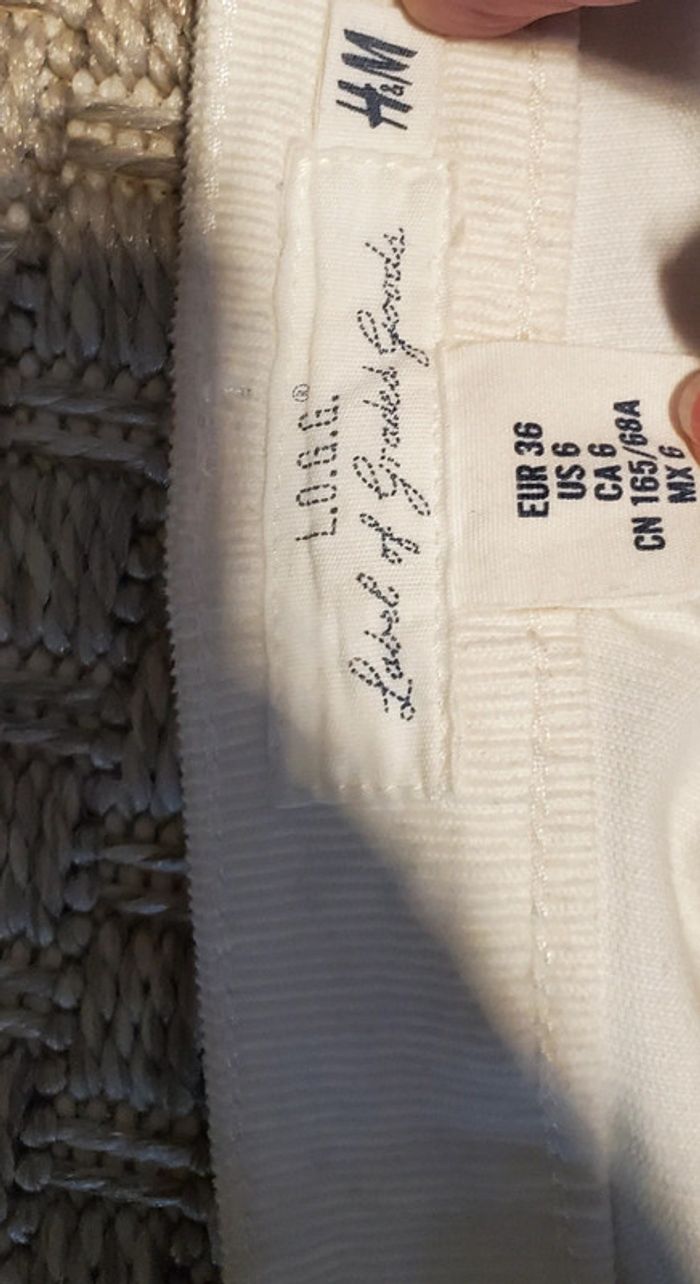 H&M
L.O.G.G.®
Label of Graded Goods
EUR 36
US 6
CA 6
CN 165/68A
MX 6